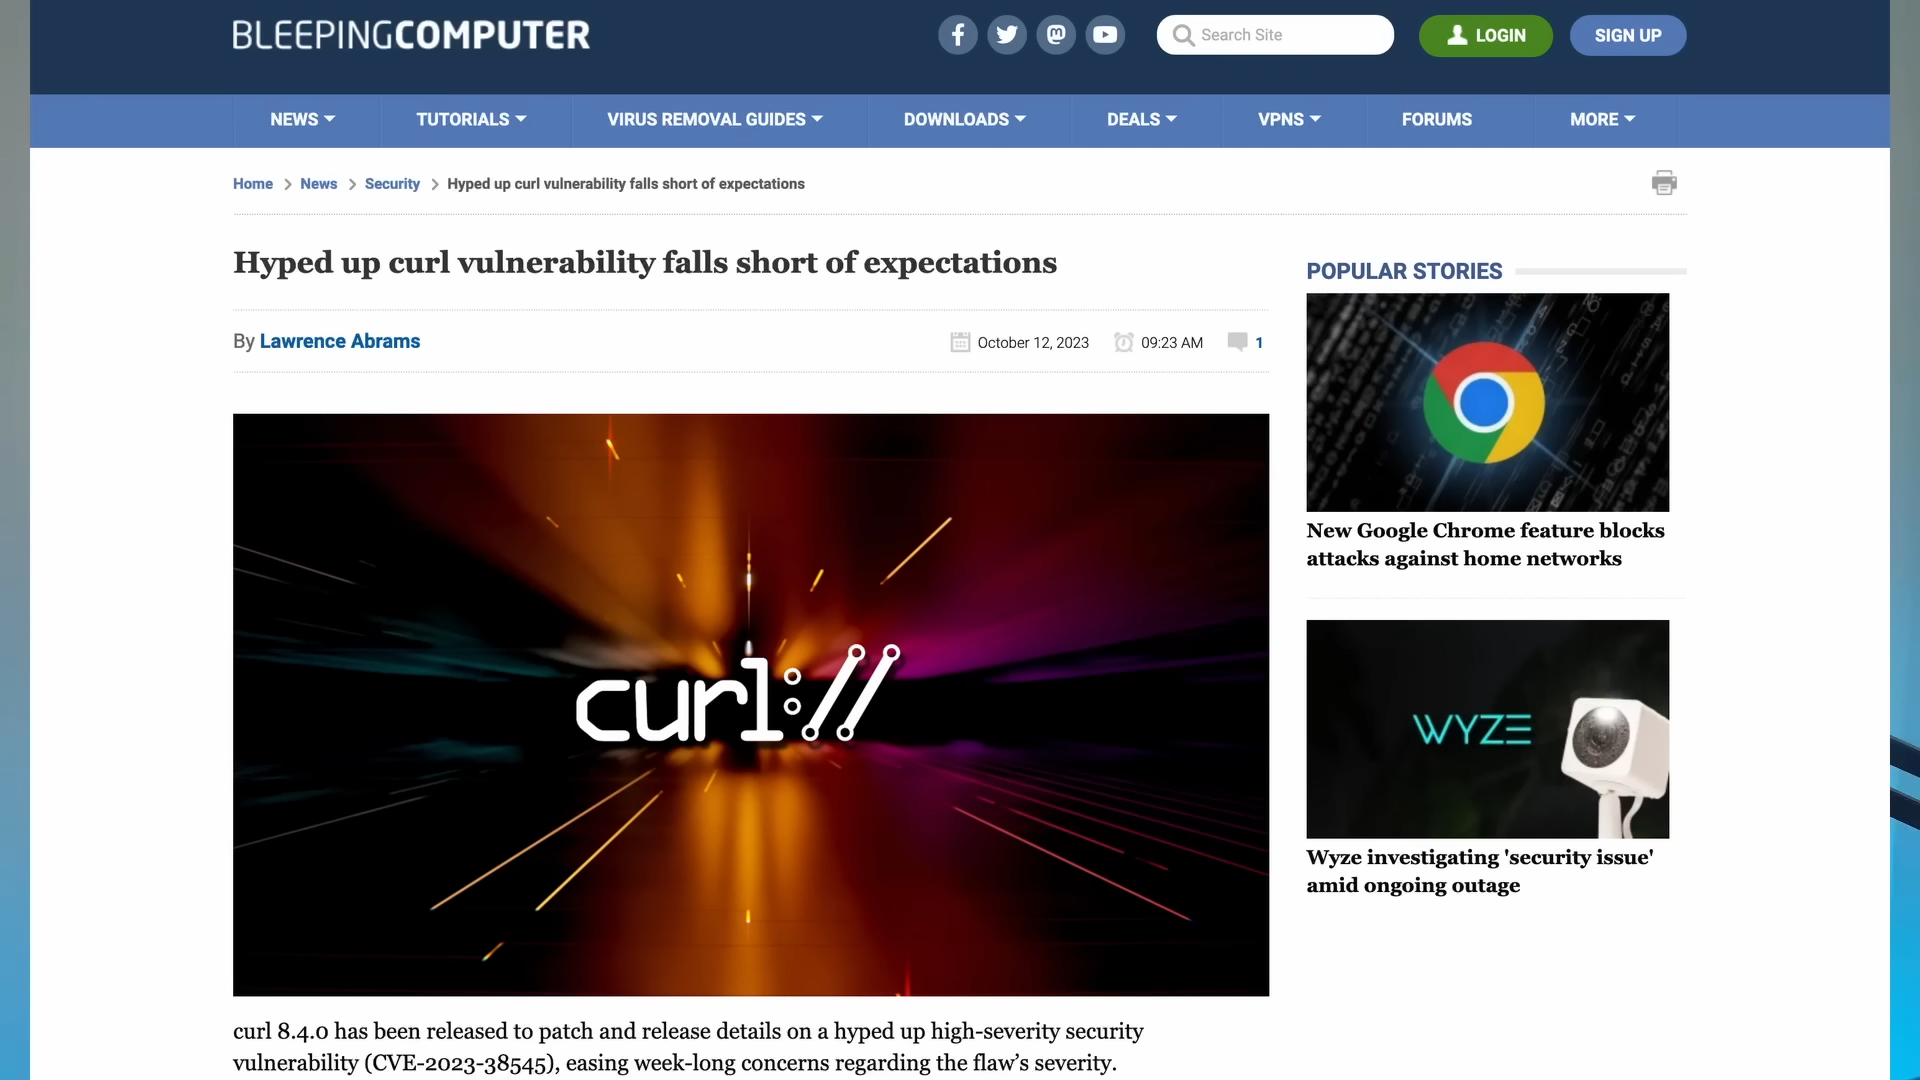 BLEEPINGCOMPUTER
Search Site
LOGIN
SIGN UP
NEWS
TUTORIALS
VIRUS REMOVAL GUIDES
DOWNLOADS
DEALS
VPNS
FORUMS
MORE
Home > News > Security > Hyped up curl vulnerability falls short of expectations
Hyped up curl vulnerability falls short of expectations
By Lawrence Abrams
October 12, 2023
09:23 AM
1
curl://
curl 8.4.0 has been released to patch and release details on a hyped up high-severity security
vulnerability (CVE-2023-38545), easing week-long concerns regarding the flaw's severity.
POPULAR STORIES
New Google Chrome feature blocks
attacks against home networks
WYZE
Wyze investigating 'security issue'
amid ongoing outage